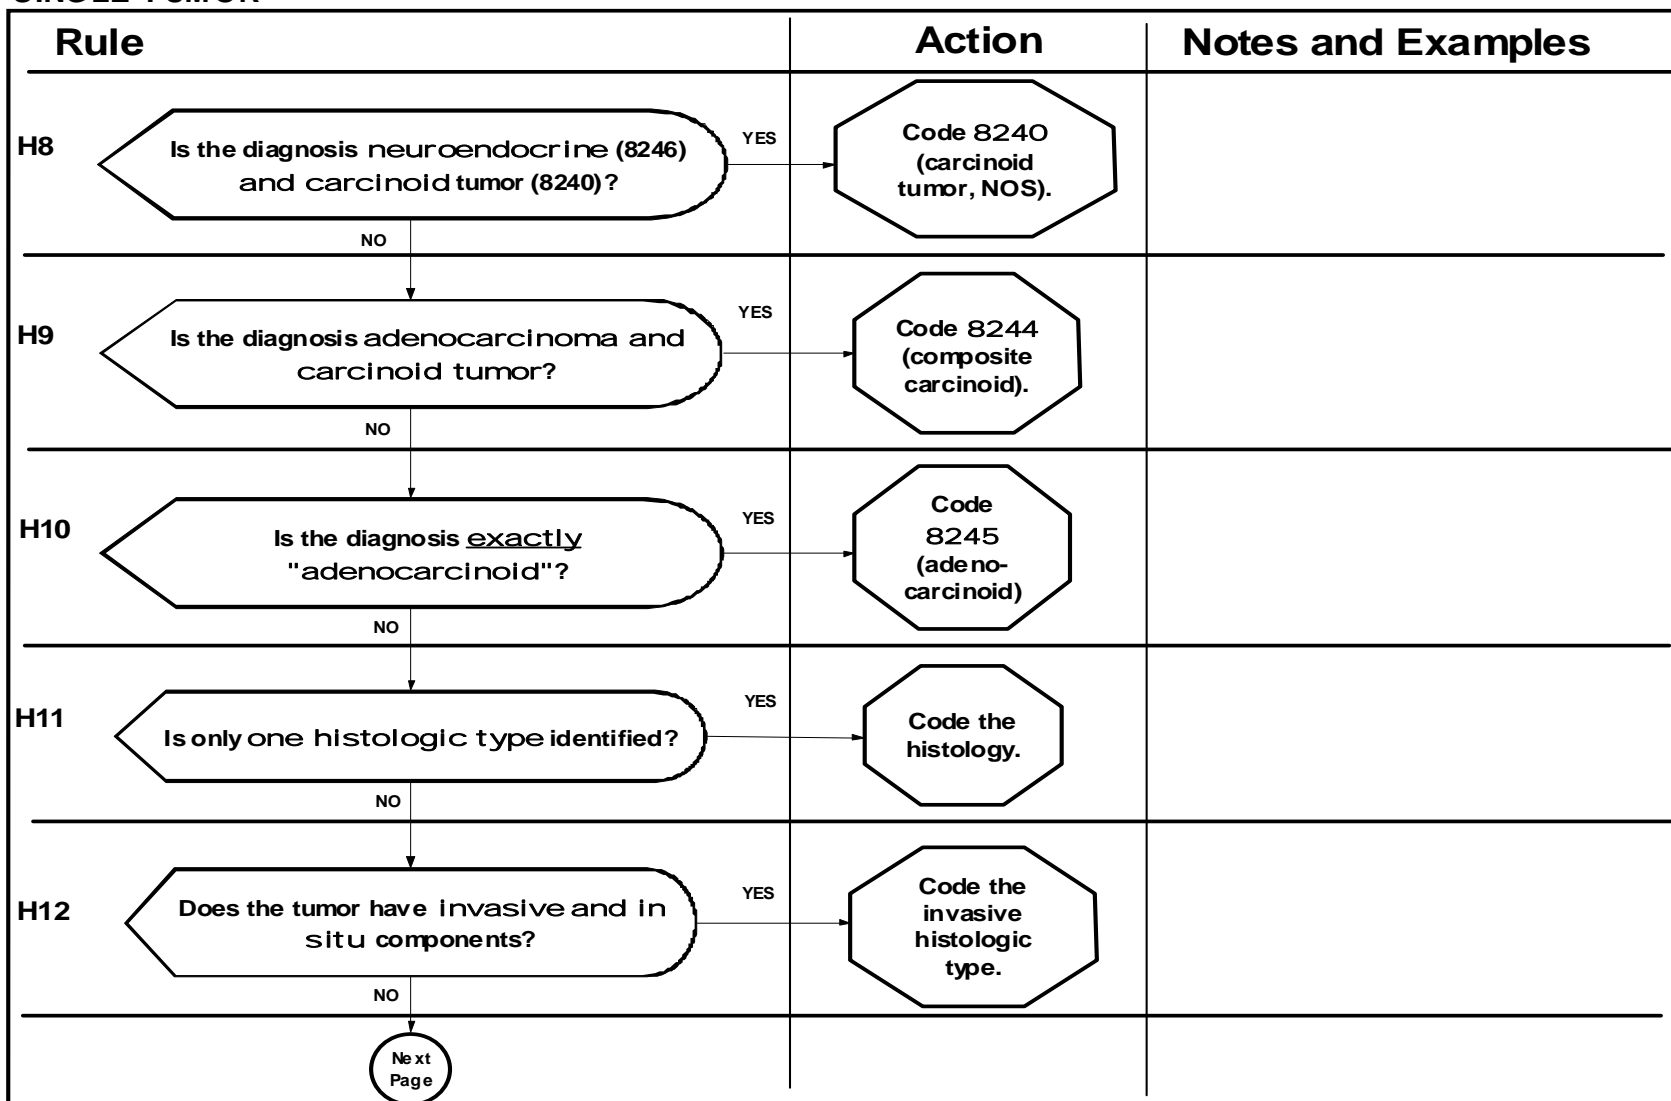 SINGLE TUMOR
Rule
Action
Notes and Examples
H8
Is the diagnosis neuroendocrine (8246)
and carcinoid tumor (8240)?
YES
Code 8240
(carcinoid
tumor, NOS).
NO
H9
Is the diagnosis adenocarcinoma and
carcinoid tumor?
YES
Code 8244
(composite
carcinoid).
NO
H10
Is the diagnosis exactly
"adenocarcinoid"?
YES
Code
8245
(adeno-
carcinoid)
NO
H11
Is only one histologic type identified?
YES
Code the
histology.
NO
H12
Does the tumor have invasive and in
situ components?
YES
Code the
invasive
histologic
type.
NO
Next
Page